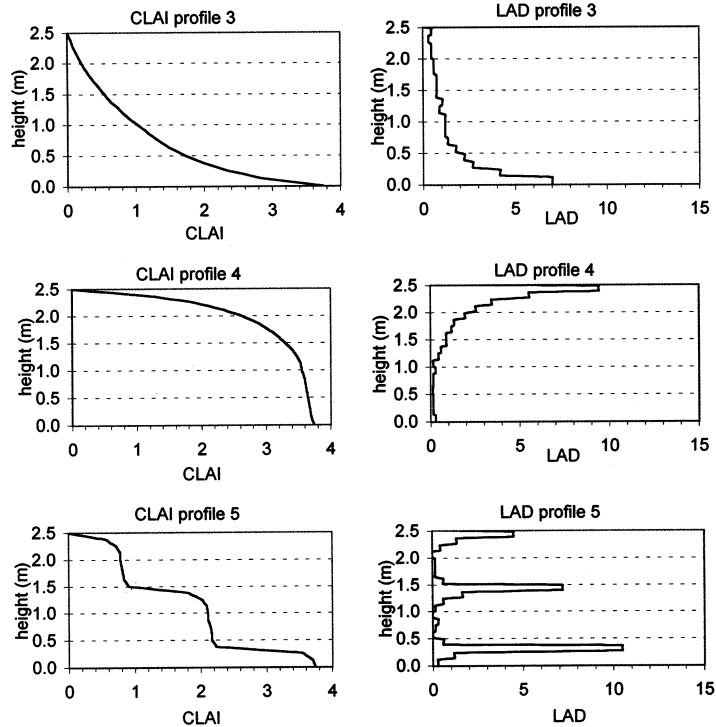 CLAI profile 3
2.5
2.0
1.5
1.0
0.5
0.0
height (m)
0 1 2 3 4
CLAI
LAD profile 3
2.5
2.0
1.5
1.0
0.5
0.0
height (m)
0 5 10 15
LAD
CLAI profile 4
2.5
2.0
1.5
1.0
0.5
0.0
height (m)
0 1 2 3 4
CLAI
LAD profile 4
2.5
2.0
1.5
1.0
0.5
0.0
height (m)
0 5 10 15
LAD
CLAI profile 5
2.5
2.0
1.5
1.0
0.5
0.0
height (m)
0 1 2 3 4
CLAI
LAD profile 5
2.5
2.0
1.5
1.0
0.5
0.0
height (m)
0 5 10 15
LAD